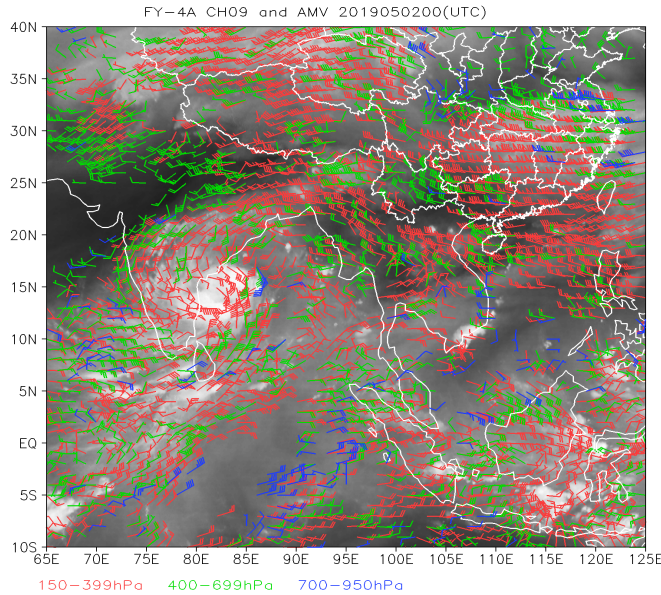 FY-4A CH09 and AMV 2019050200(UTC)
40N
35N
30N
25N
20N
15N
10N
5N
EQ
5S
10S
65E 70E 75E 80E 85E 90E 95E 100E 105E 110E 115E 120E 125E
150-399hPa 400-699hPa 700-950hPa